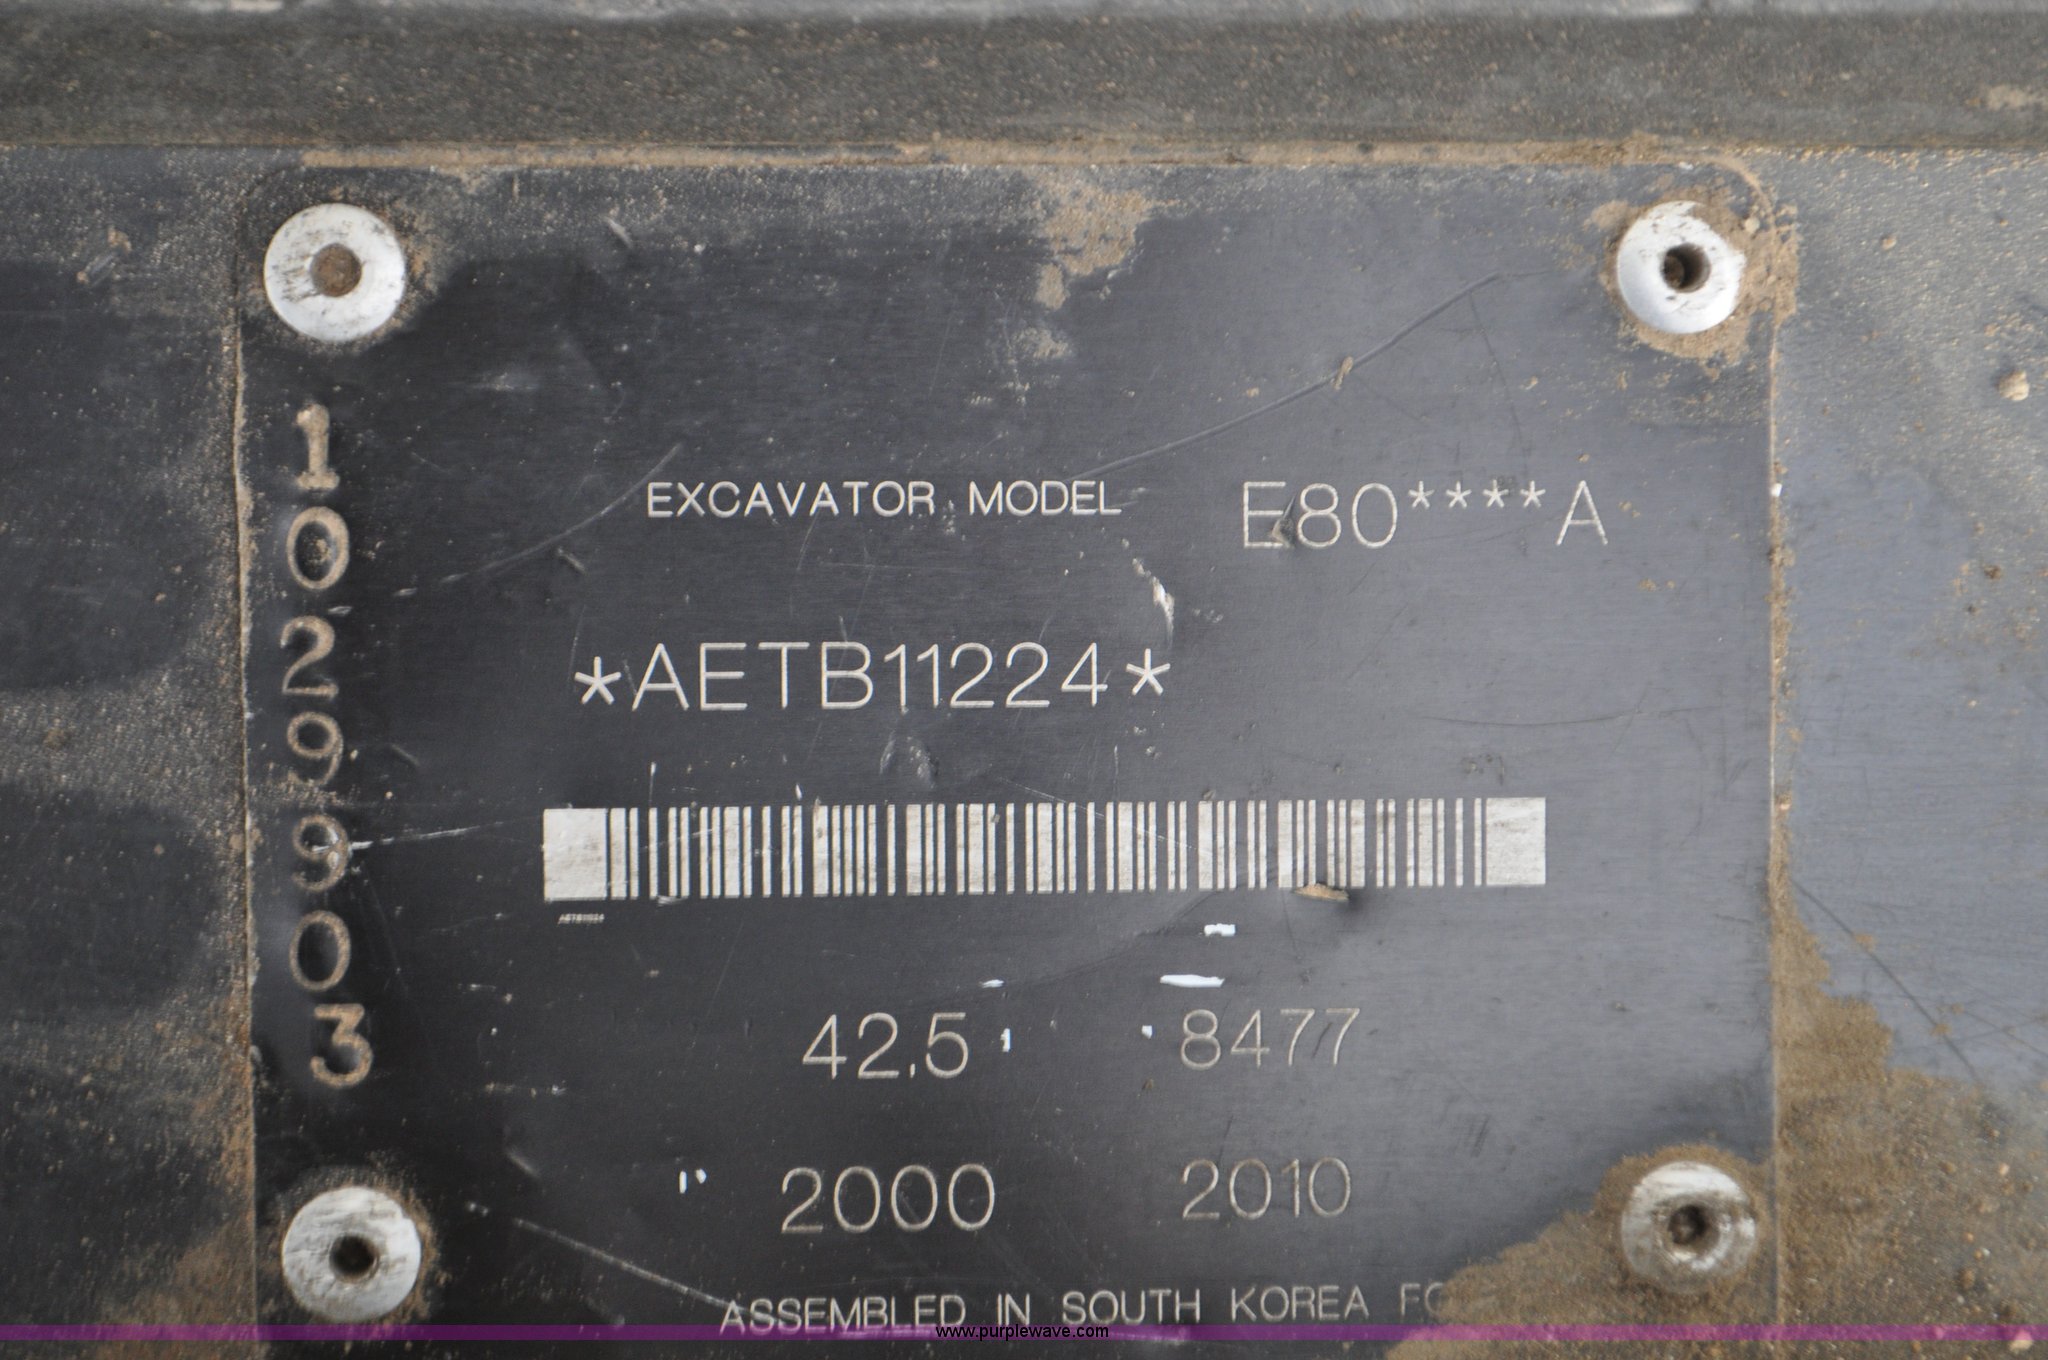 1029903
EXCAVATOR MODEL E80****A
*AETB11224*
AETB11224
42.5 8477
2000 2010
ASSEMBLED IN SOUTH KOREA
www.purplewave.com